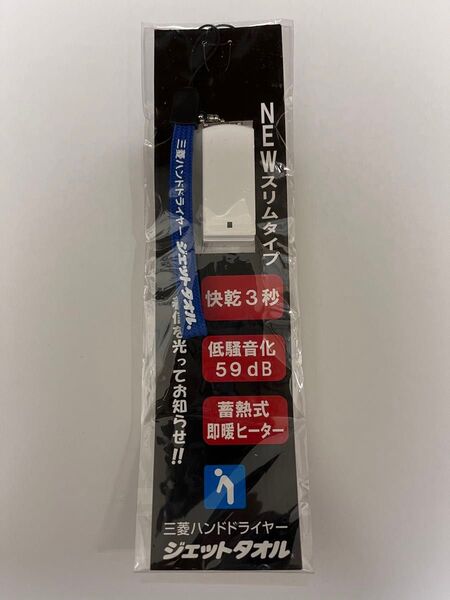 NEWスリムタイプ
三菱ハンドドライヤー ジェットタオル
を光ってお知らせ!!
快乾3秒
低騒音化
59dB
蓄熱式
即暖ヒーター
三菱ハンドドライヤー
ジェットタオル